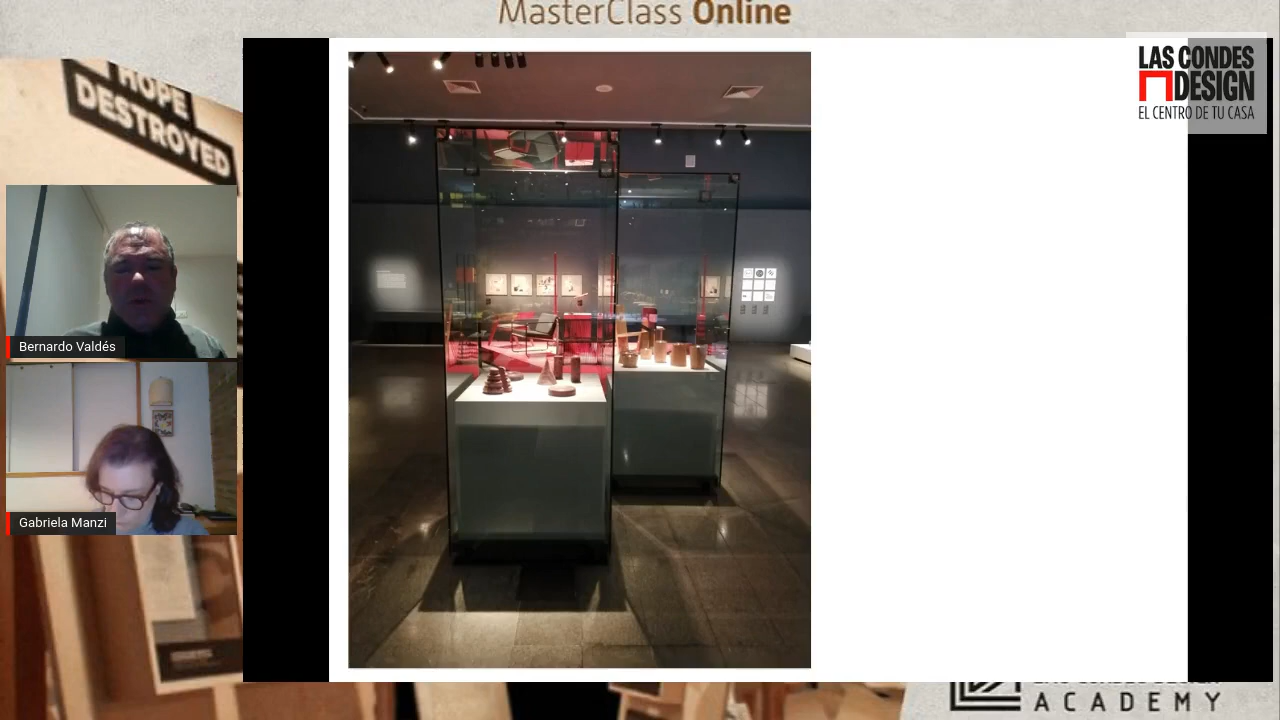 MasterClass Online
HOPE
DESTROYED
LAS CONDES
DESIGN
EL CENTRO DE TU CASA
Bernardo Valdés
Gabriela Manzi
ACADEMY